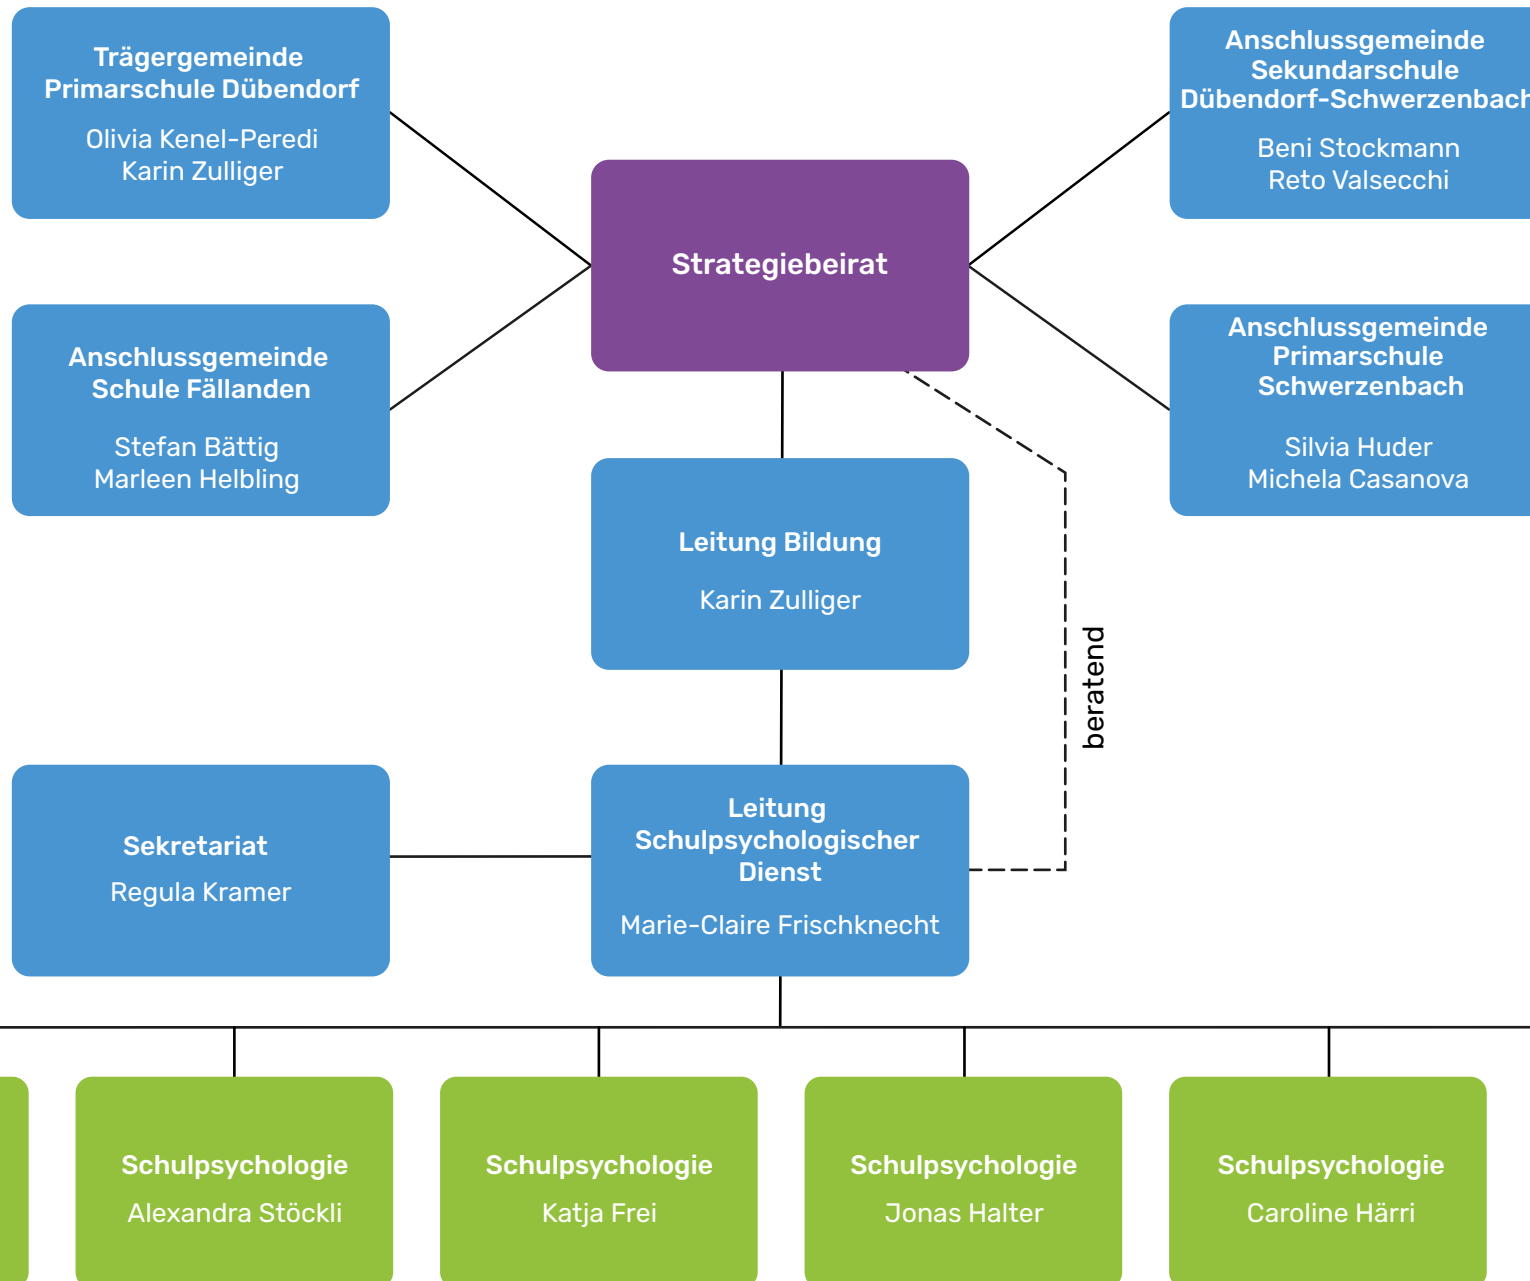 Trägergemeinde
Primarschule Dübendorf
Olivia Kenel-Peredi
Karin Zulliger
Anschlussgemeinde
Sekundarschule
Dübendorf-Schwerzenbach
Beni Stockmann
Reto Valsecchi
Strategiebeirat
Anschlussgemeinde
Schule Fällanden
Stefan Bättig
Marleen Helbling
Anschlussgemeinde
Primarschule
Schwerzenbach
Silvia Huder
Michela Casanova
Leitung Bildung
Karin Zulliger
beratend
Sekretariat
Regula Kramer
Leitung
Schulpsychologischer
Dienst
Marie-Claire Frischknecht
Schulpsychologie
Alexandra Stöckli
Schulpsychologie
Katja Frei
Schulpsychologie
Jonas Halter
Schulpsychologie
Caroline Härri